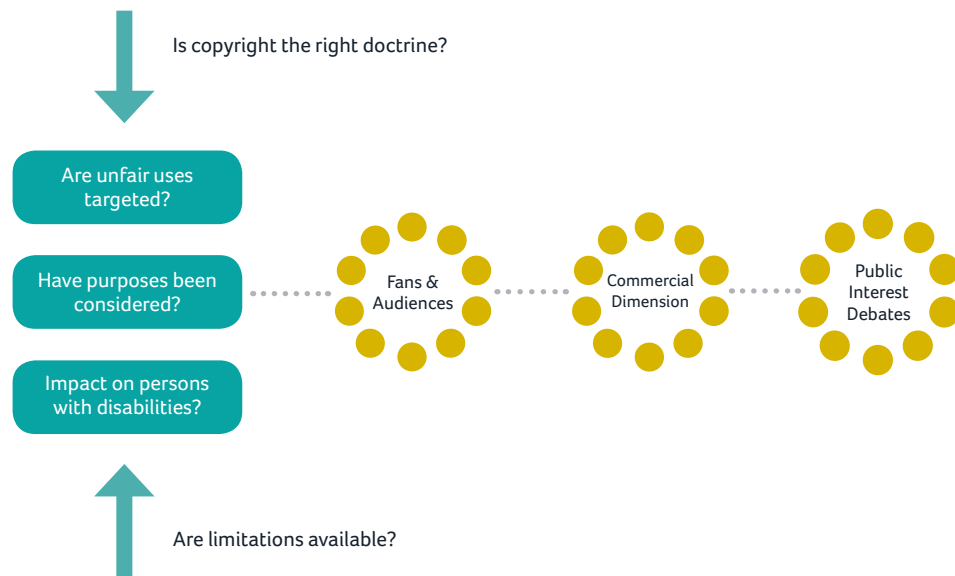 Is copyright the right doctrine?
Are unfair uses
targeted?
Have purposes been
considered?
Fans &
Audiences
Commercial
Dimension
Public
Interest
Debates
Impact on persons
with disabilities?
Are limitations available?